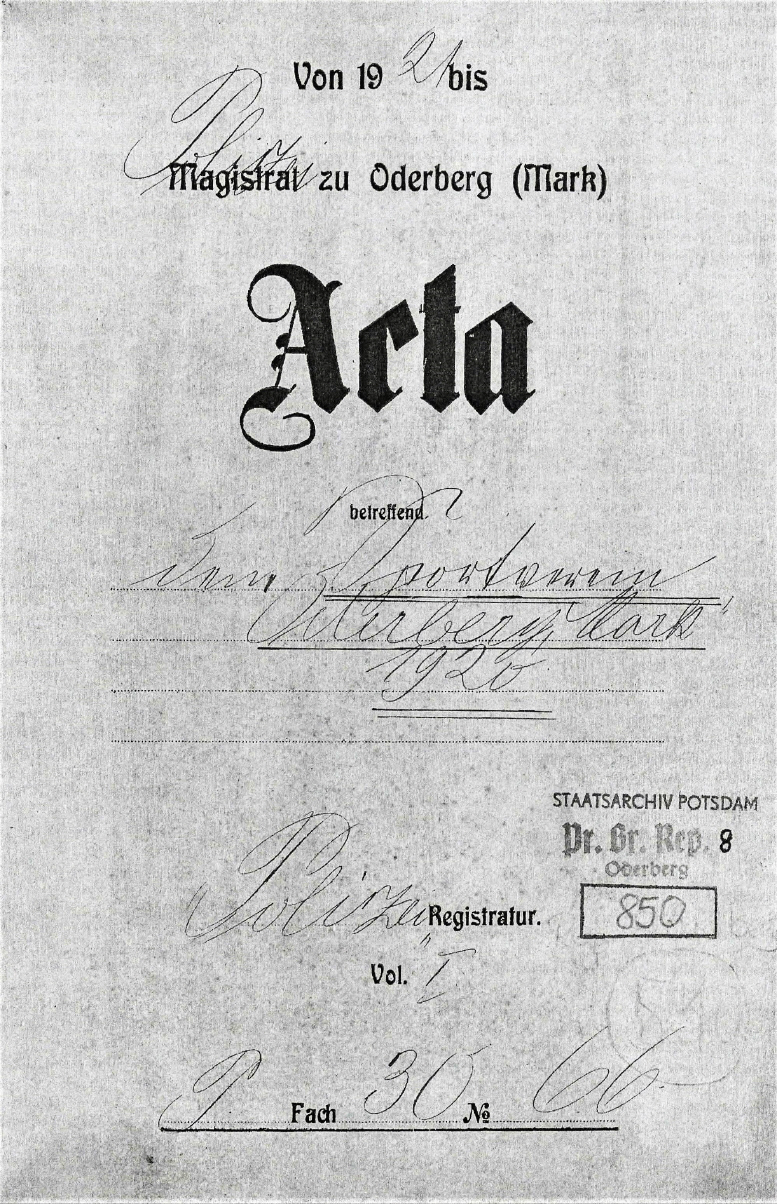 Von 19 21 bis
Polizei
Magistrat zu Oderberg (Mark)
Acta
betreffend
den Sportverein
"Oderberg, Mark"
1920
STAATSARCHIV POTSDAM
Pr. Br. Rep. 8
Oderberg
850
Polizei Registratur.
Vol. I.
P Fach 30 № 66